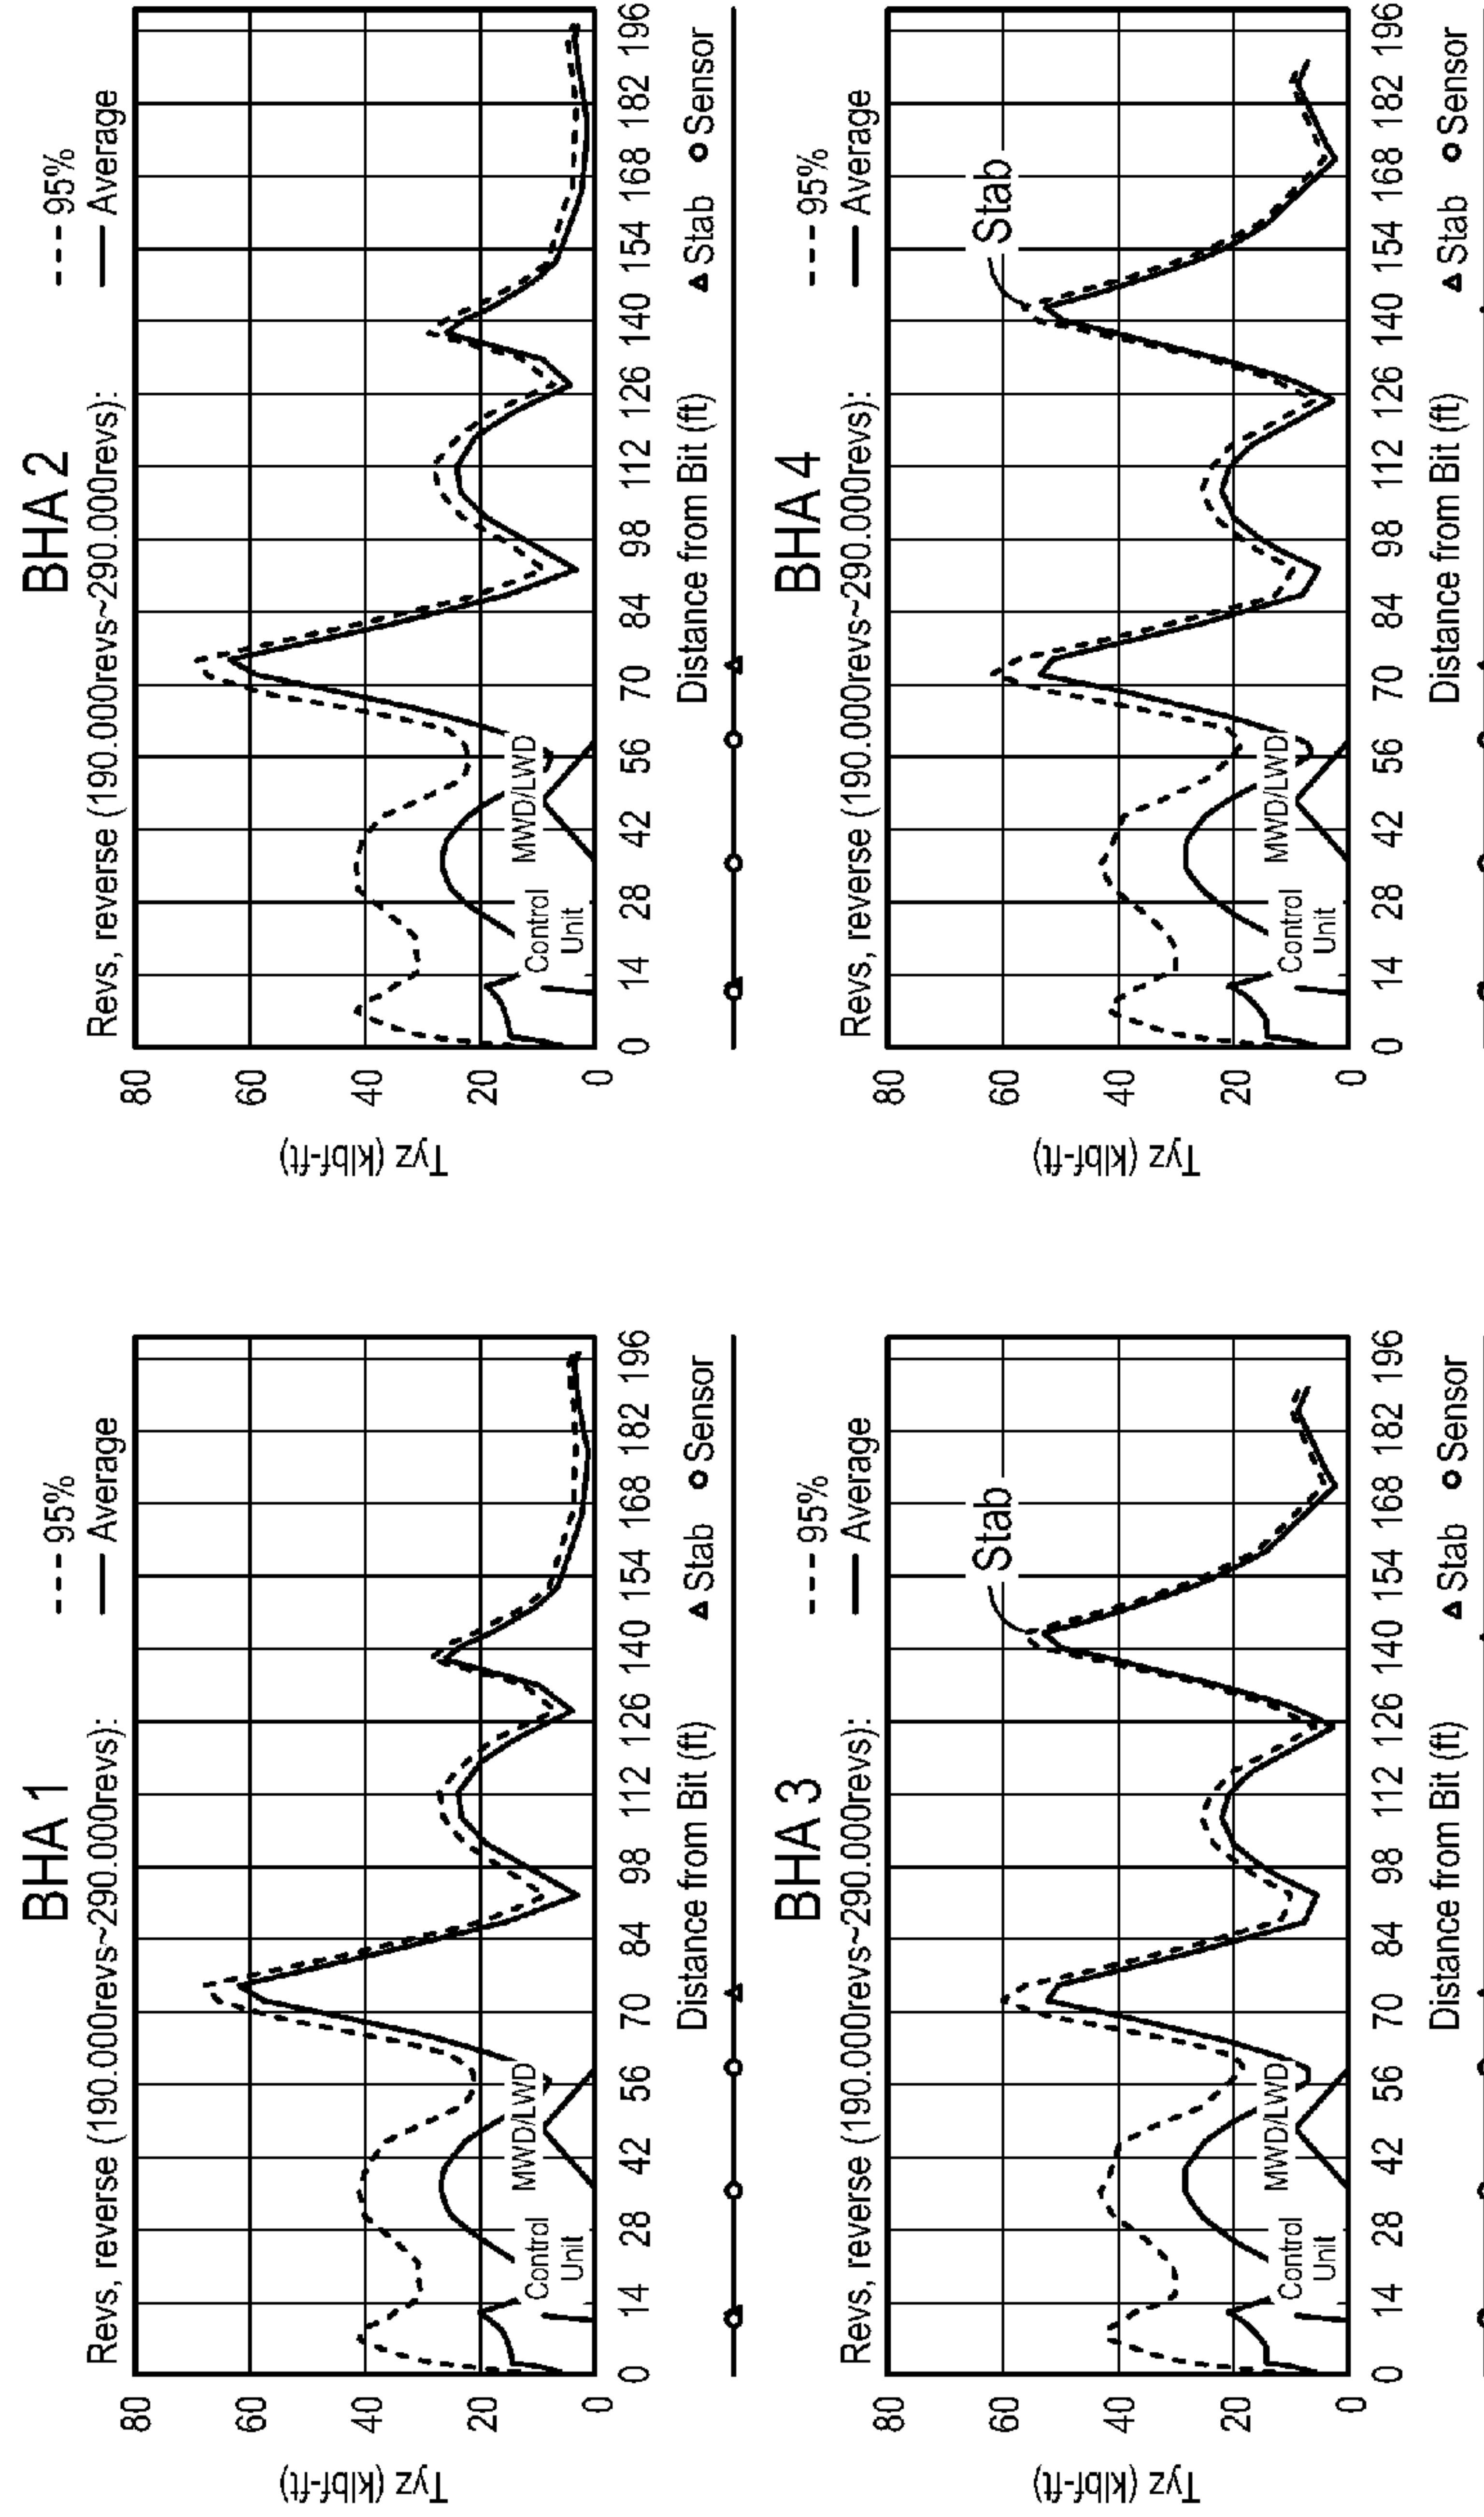 BHA 1
Revs, reverse (190.000revs~290.000revs):
95%
Average
Tyz (klbf-ft)
80
60
40
20
0
Control
Unit
MWD/LWD
0 14 28 42 56 70 84 98 112 126 140 154 168 182 196
Distance from Bit (ft)
Stab
Sensor
BHA 2
Revs, reverse (190.000revs~290.000revs):
95%
Average
Tyz (klbf-ft)
80
60
40
20
0
Control
Unit
MWD/LWD
0 14 28 42 56 70 84 98 112 126 140 154 168 182 196
Distance from Bit (ft)
Stab
Sensor
BHA 3
Revs, reverse (190.000revs~290.000revs):
95%
Average
Tyz (klbf-ft)
80
60
40
20
0
Stab
Control
Unit
MWD/LWD
0 14 28 42 56 70 84 98 112 126 140 154 168 182 196
Distance from Bit (ft)
Stab
Sensor
BHA 4
Revs, reverse (190.000revs~290.000revs):
95%
Average
Tyz (klbf-ft)
80
60
40
20
0
Stab
Control
Unit
MWD/LWD
0 14 28 42 56 70 84 98 112 126 140 154 168 182 196
Distance from Bit (ft)
Stab
Sensor